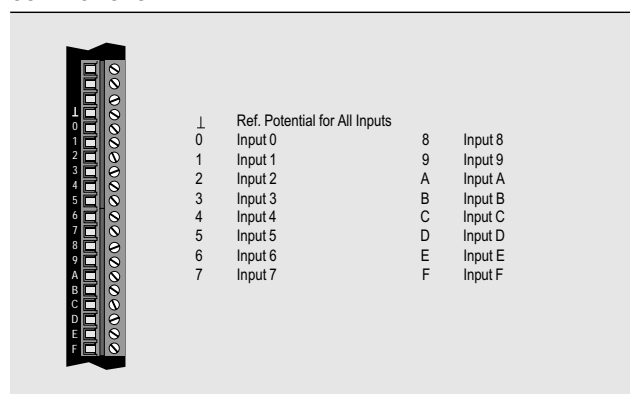 ⊥
0
1
2
3
4
5
6
7
8
9
A
B
C
D
E
F
⊥ Ref. Potential for All Inputs
0 Input 0 8 Input 8
1 Input 1 9 Input 9
2 Input 2 A Input A
3 Input 3 B Input B
4 Input 4 C Input C
5 Input 5 D Input D
6 Input 6 E Input E
7 Input 7 F Input F